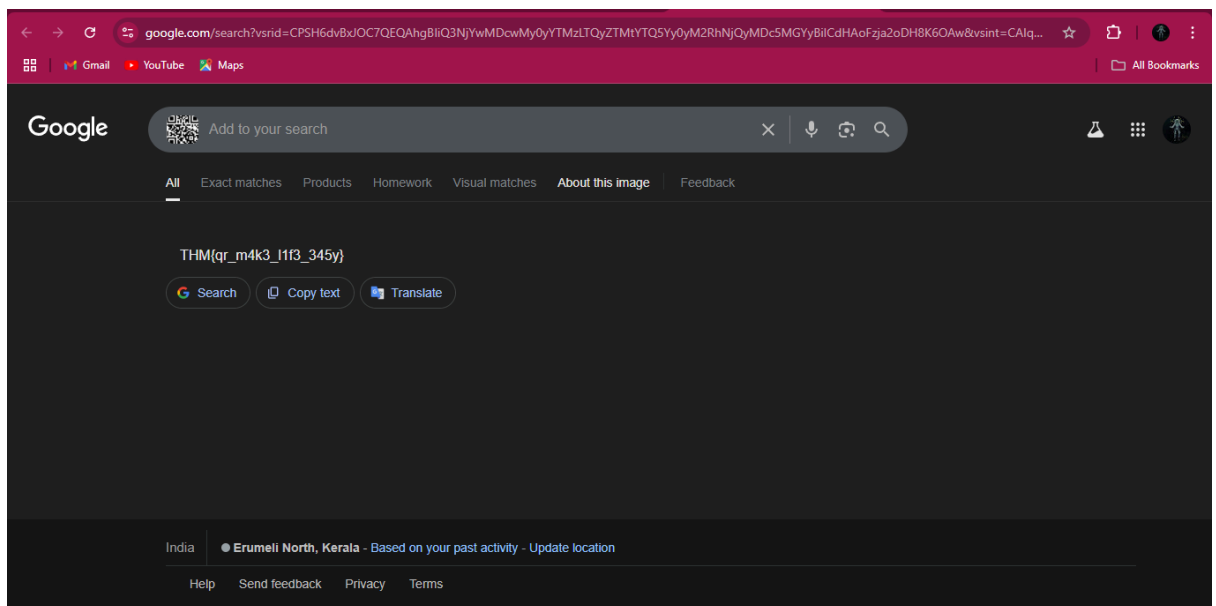 google.com/search?vsrid=CPSH6dvBxJOC7QEQAhgBIiQ3NjYwMDcwMy0yYTMzLTQyZTMtYTQ5Yy0yM2RhNjQyMDc5MGYyBilCdHAoFzja2oDH8K6OAw&vsint=CAIq...
Gmail YouTube Maps All Bookmarks
Google Add to your search
All Exact matches Products Homework Visual matches About this image Feedback
THM{qr_m4k3_l1f3_345y}
G Search Copy text Translate
India Erumeli North, Kerala - Based on your past activity - Update location
Help Send feedback Privacy Terms